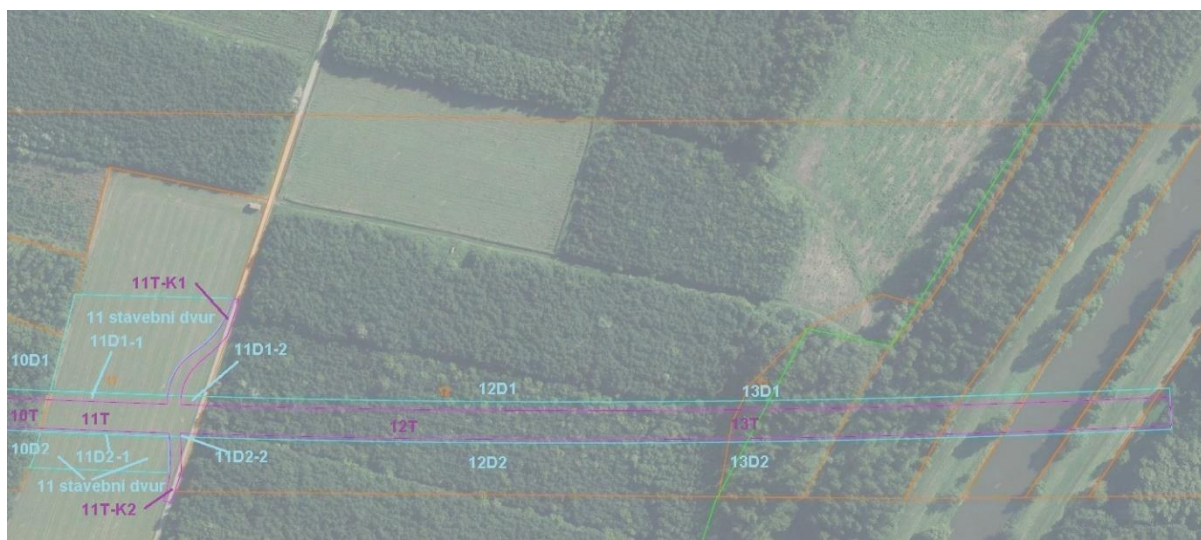 11T-K1
11 stavebni dvur
11D1-1
11D1-2
10D1
12D1
13D1
10T
11T
12T
13T
10D2
11D2-1
11D2-2
12D2
13D2
11 stavebni dvur
11T-K2